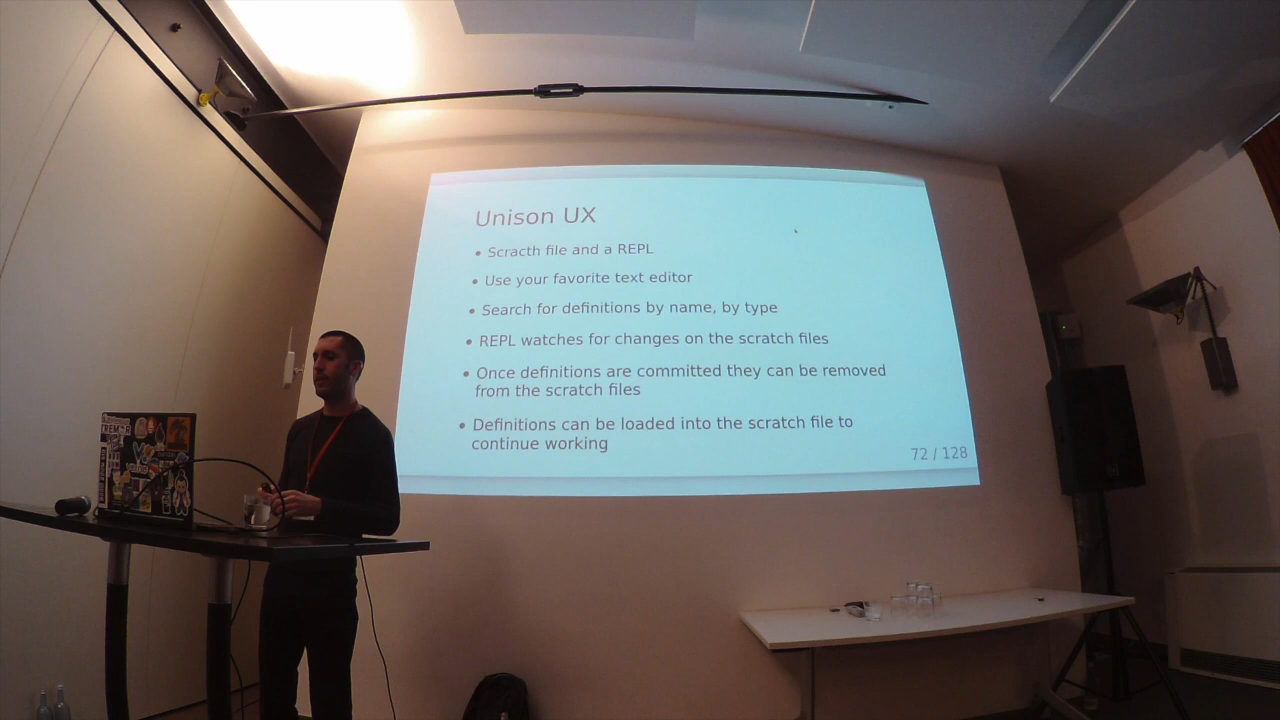 Unison UX
• Scracth file and a REPL
• Use your favorite text editor
• Search for definitions by name, by type
• REPL watches for changes on the scratch files
• Once definitions are committed they can be removed
from the scratch files
• Definitions can be loaded into the scratch file to
continue working
72 / 128